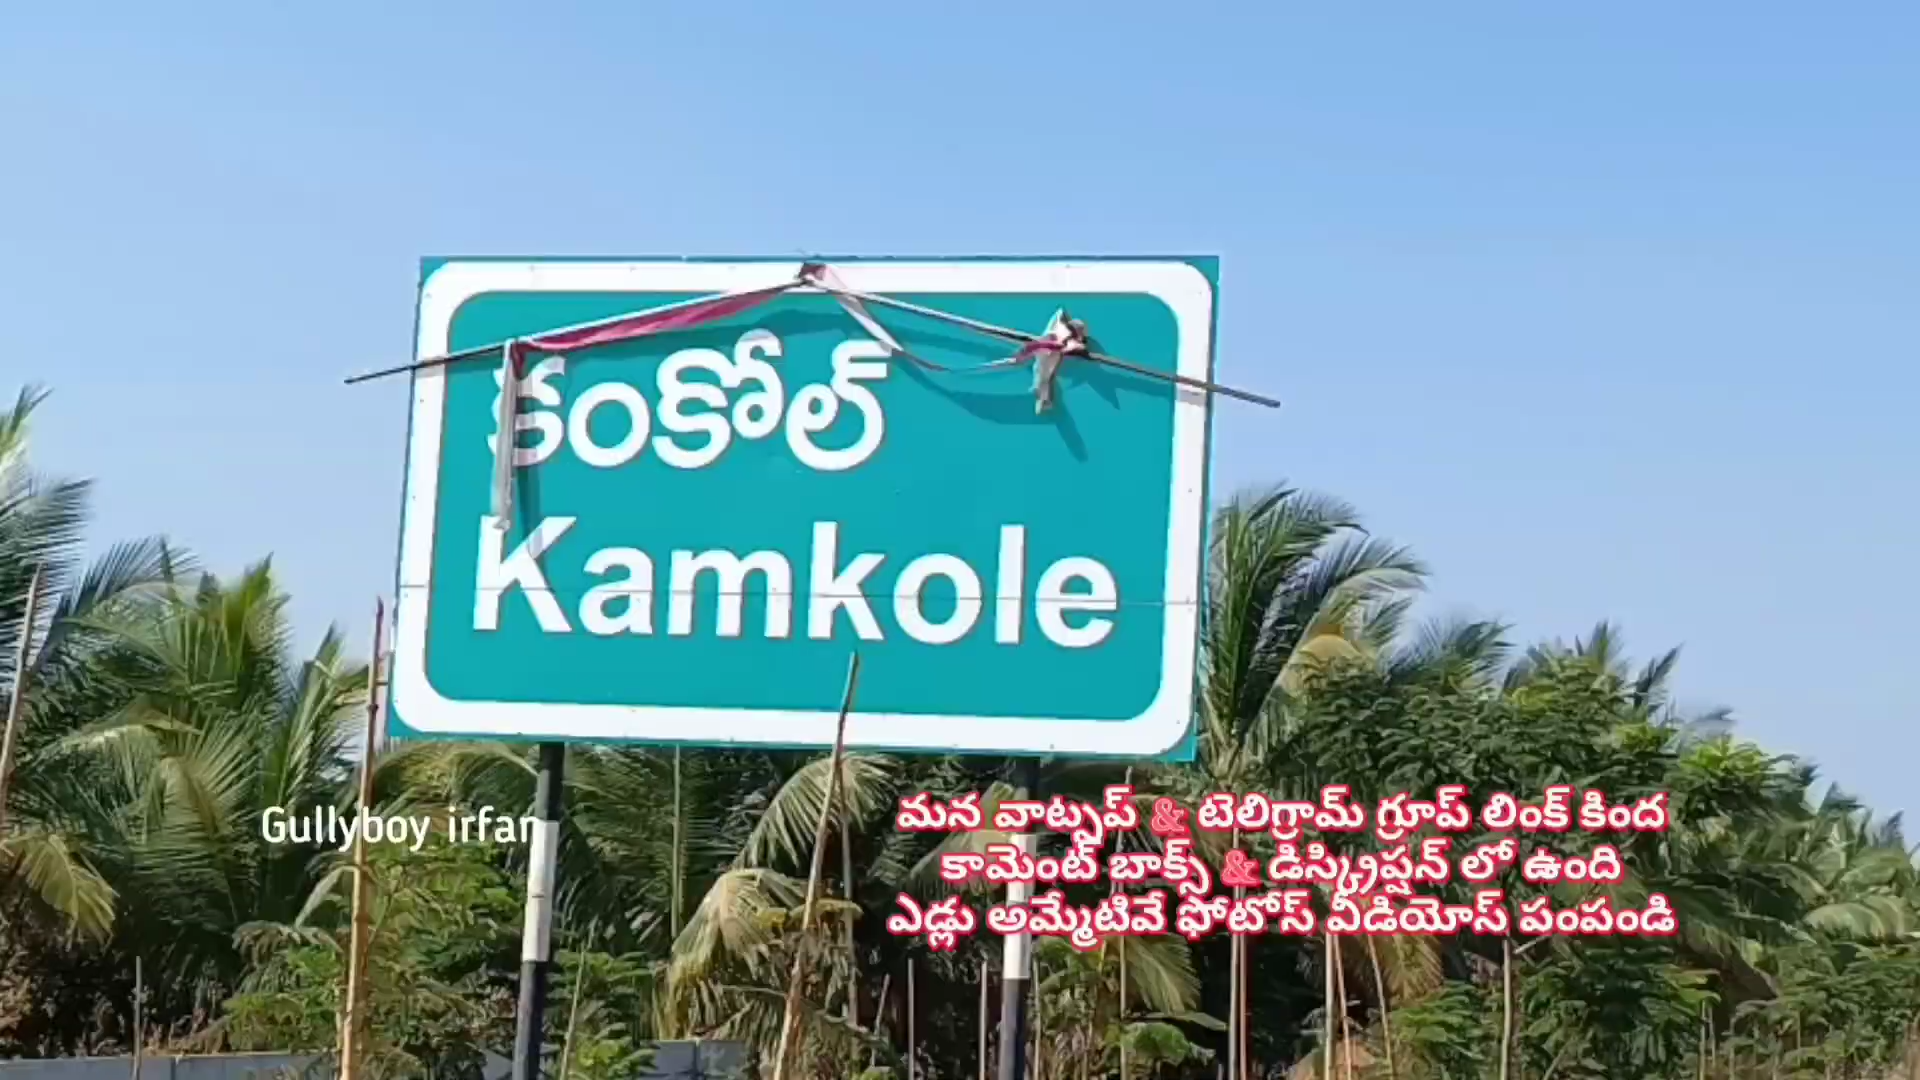 కంకోల్
Kamkole
Gullyboy irfan
మన వాట్సప్ & టెలిగ్రామ్ గ్రూప్ లింక్ కింద
కామెంట్ బాక్స్ & డిస్క్రిప్షన్ లో ఉంది
ఎడ్లు అమ్మేటివే ఫోటోస్ వీడియోస్ పంపండి